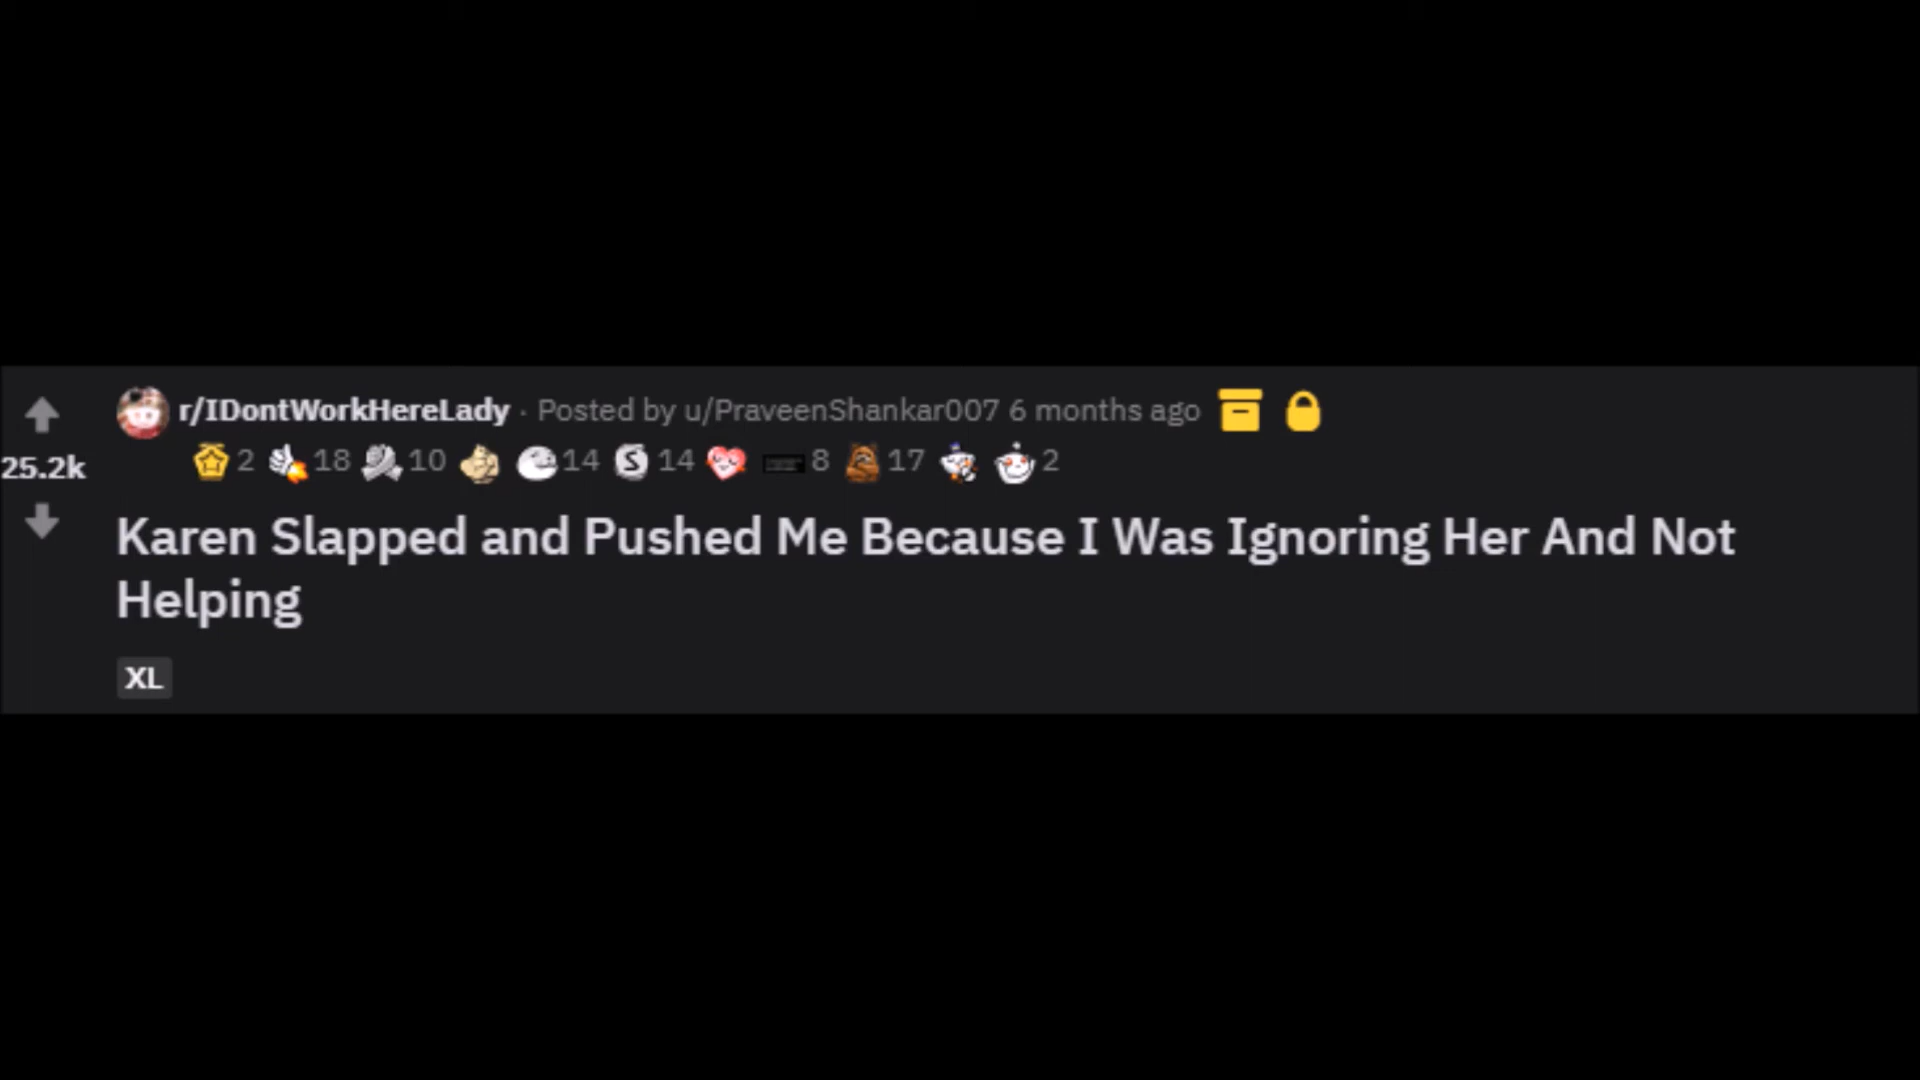 r/IDontWorkHereLady · Posted by u/PraveenShankar007 6 months ago
2 18 10 14 S 14 8 17 2
25.2k
Karen Slapped and Pushed Me Because I Was Ignoring Her And Not
Helping
XL